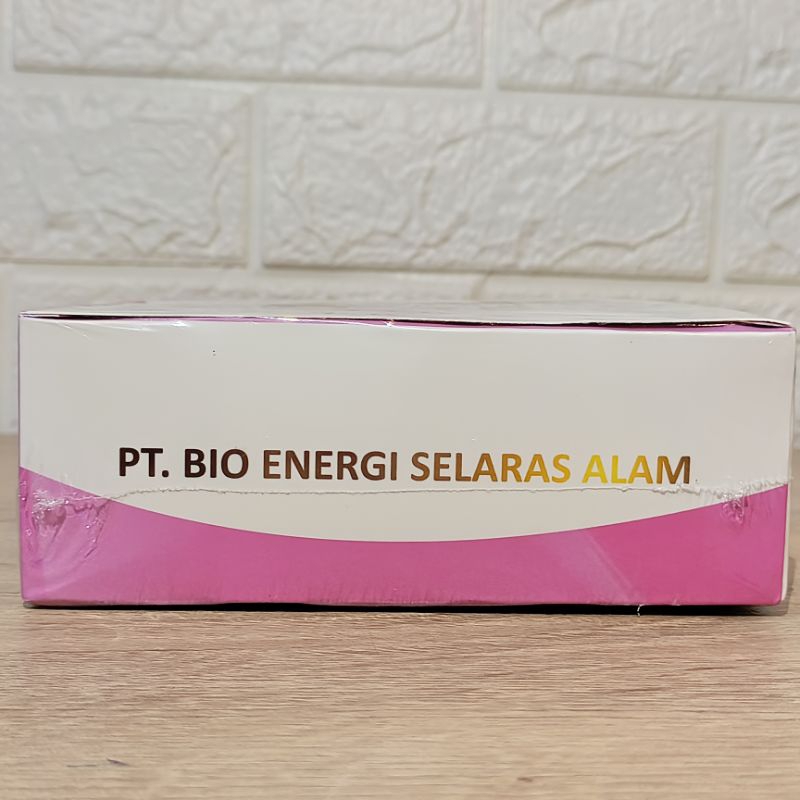 PT. BIO ENERGI SELARAS ALAM